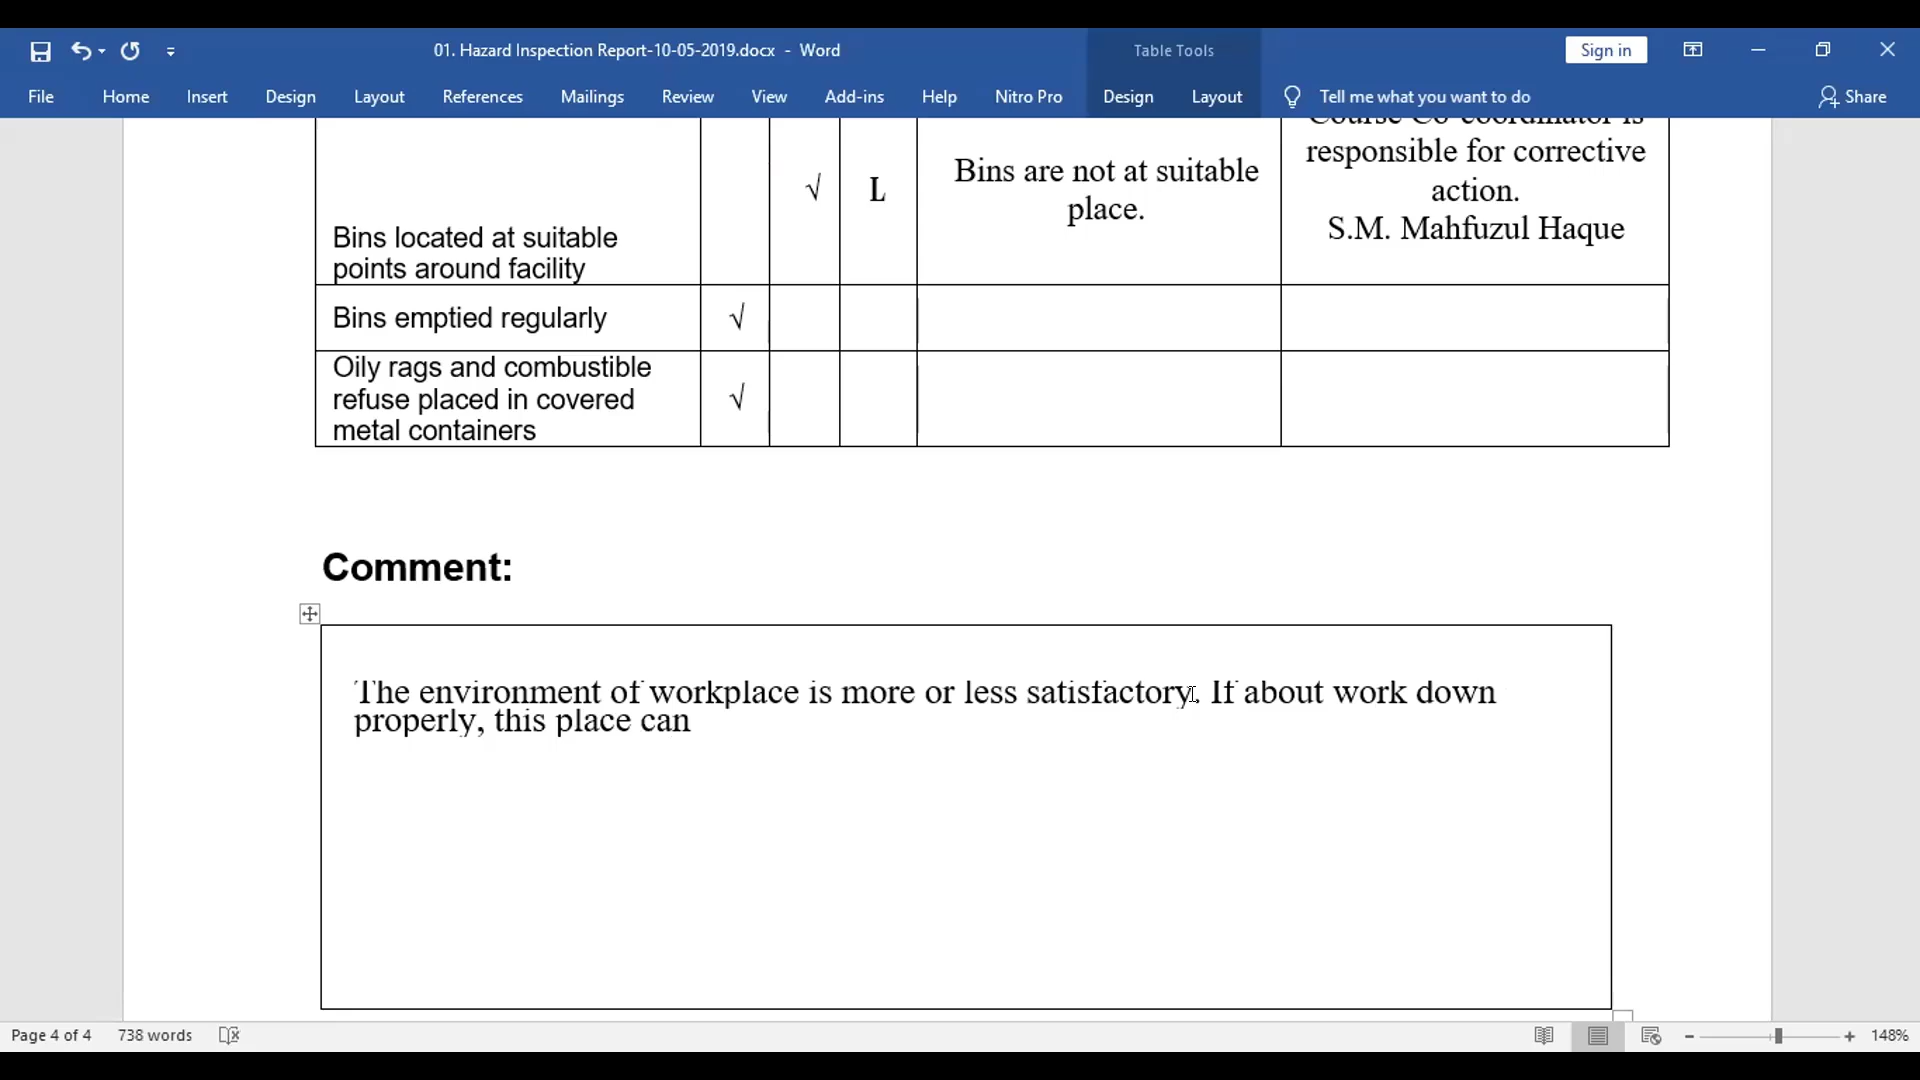 01. Hazard Inspection Report-10-05-2019.docx - Word
Table Tools
Sign in
File Home Insert Design Layout References Mailings Review View Add-ins Help Nitro Pro Design Layout Tell me what you want to do Share
Course Co-coordinator is
responsible for corrective
action.
S.M. Mahfuzul Haque
Bins are not at suitable
place.
√ L
Bins located at suitable
points around facility
Bins emptied regularly √
Oily rags and combustible
refuse placed in covered
metal containers
√
Comment:
The environment of workplace is more or less satisfactory. If about work down
properly, this place can
Page 4 of 4 738 words 148%